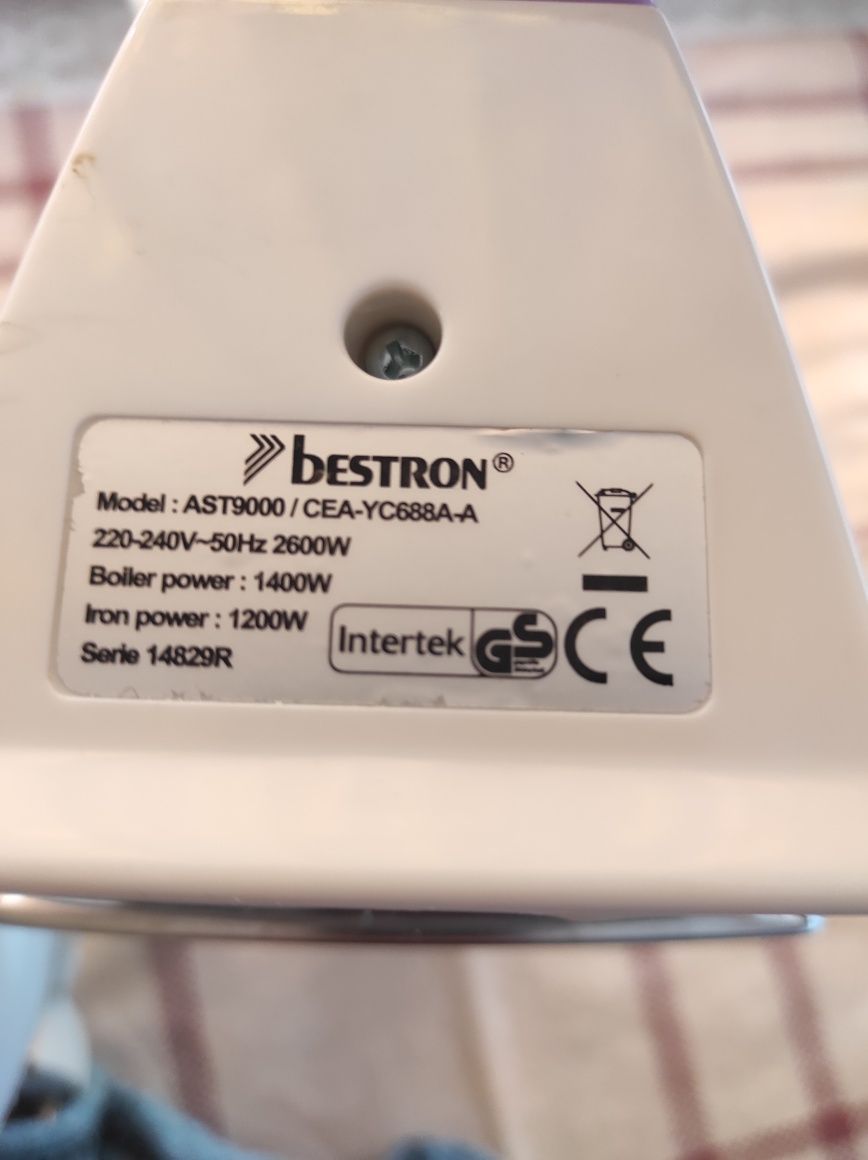 bESTRON®
Model : AST9000 / CEA-YC688A-A
220-240V~50Hz 2600W
Boiler power : 1400W
Iron power : 1200W
Serie 14829R
Intertek GS CE